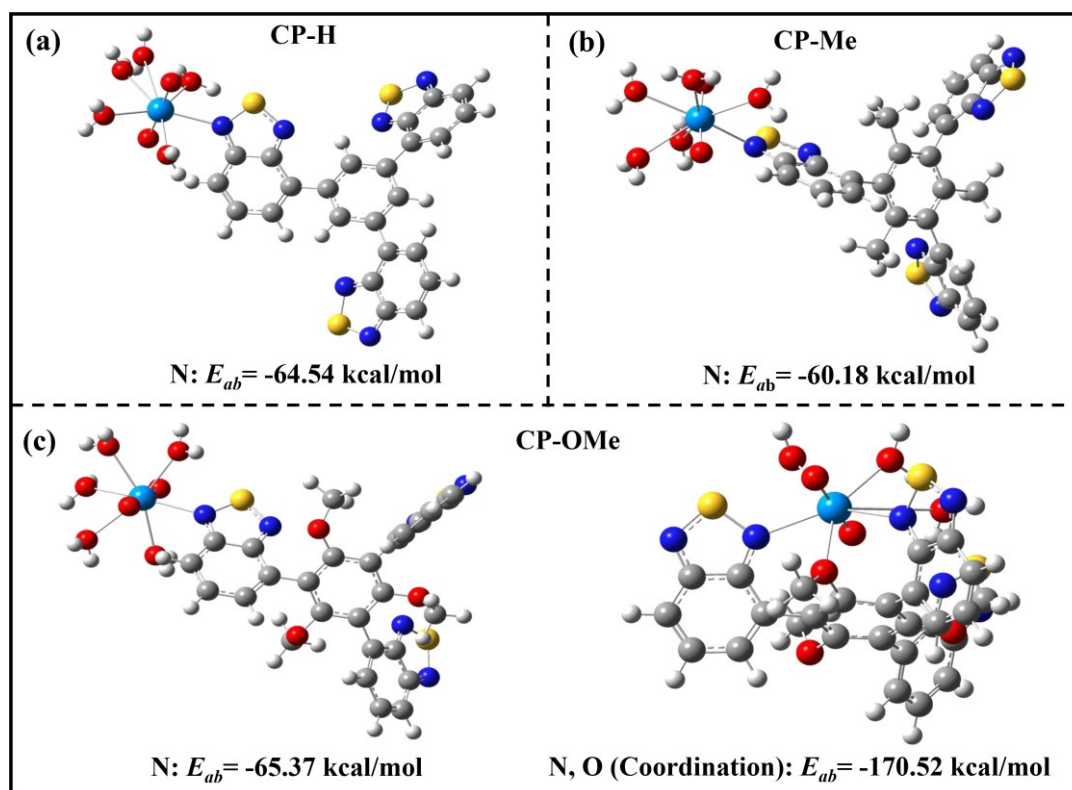 (a)
CP-H
N: Eab= -64.54 kcal/mol
(b)
CP-Me
N: Eab= -60.18 kcal/mol
(c)
CP-OMe
N: Eab= -65.37 kcal/mol
N, O (Coordination): Eab= -170.52 kcal/mol